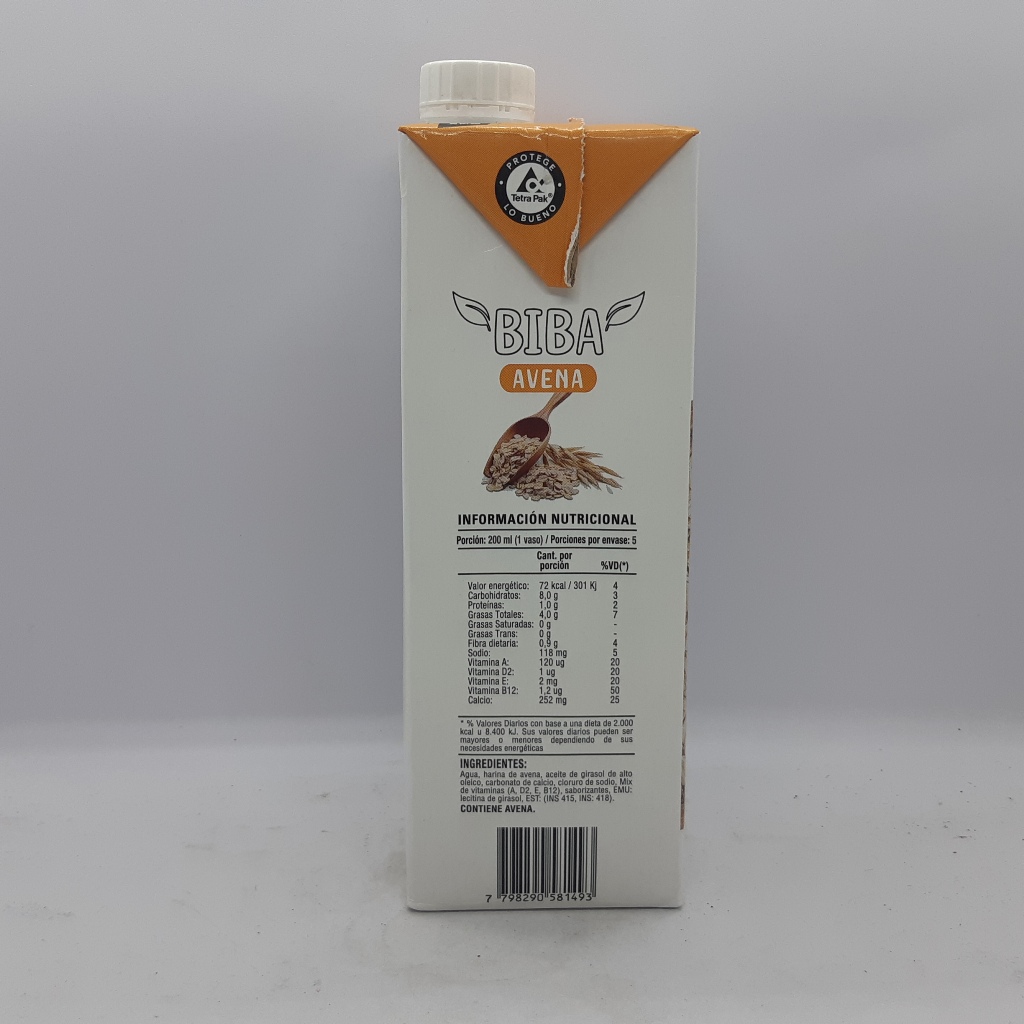 PROTEGE
Tetra Pak®
LO BUENO
BIBA
AVENA
INFORMACIÓN NUTRICIONAL
Porción: 200 ml (1 vaso) / Porciones por envase: 5
Cant. por
porción %VD(*)
Valor energético: 72 kcal / 301 Kj 4
Carbohidratos: 8,0 g 3
Proteínas: 1,0 g 2
Grasas Totales: 4,0 g 7
Grasas Saturadas: 0 g -
Grasas Trans: 0 g -
Fibra dietaria: 0,9 g 4
Sodio: 118 mg 5
Vitamina A: 120 ug 20
Vitamina D2: 1 ug 20
Vitamina E: 2 mg 20
Vitamina B12: 1,2 ug 50
Calcio: 252 mg 25
* % Valores Diarios con base a una dieta de 2.000
kcal u 8.400 kJ. Sus valores diarios pueden ser
mayores o menores dependiendo de sus
necesidades energéticas
INGREDIENTES:
Agua, harina de avena, aceite de girasol de alto
oleico, carbonato de calcio, cloruro de sodio, Mix
de vitaminas (A, D2, E, B12), saborizantes, EMU:
lecitina de girasol, EST: (INS 415, INS: 418).
CONTIENE AVENA.
7 798290 581493